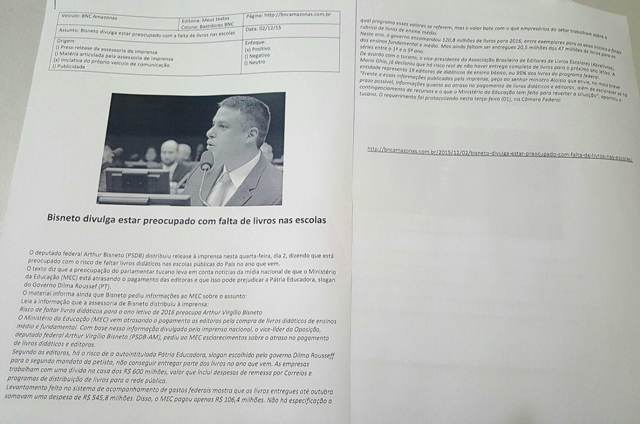 Veículo: BNC Amazonas
Editoria: Meus textos
Coluna: Bastidores BNC
Página: http://bncamazonas.com.br
Assunto: Bisneto divulga estar preocupado com a falta de livros nas escolas
Data: 02/12/15
Origem
() Press-release da assessoria de imprensa
() Matéria articulada pela assessoria de imprensa
(x) Iniciativa do próprio veículo de comunicação
() Publicidade
Enfoque
(x) Positivo
() Negativo
() Neutro
Bisneto divulga estar preocupado com falta de livros nas escolas
O deputado federal Arthur Bisneto (PSDB) distribuiu release à imprensa nesta quarta-feira, dia 2, dizendo que está
preocupado com o risco de faltar livros didáticos nas escolas públicas do País no ano que vem.
O texto diz que a preocupação do parlamentar tucano leva em conta notícias da mídia nacional de que o Ministério
da Educação (MEC) está atrasando o pagamento das editoras e que isso pode prejudicar a Pátria Educadora, slogan
do Governo Dilma Roussef (PT).
O material informa ainda que Bisneto pediu informações ao MEC sobre o assunto:
Leia a informação que a assessoria de Bisneto distribuiu à imprensa:
Risco de faltar livros didáticos para o ano letivo de 2016 preocupa Arthur Virgílio Bisneto
O Ministério da Educação (MEC) vem atrasando o pagamento as editoras pela compra de livros didáticos de ensinos
médio e fundamental. Com base nessa informação divulgada pela imprensa nacional, o vice-líder da Oposição,
deputado federal Arthur Virgílio Bisneto (PSDB-AM), pediu ao MEC esclarecimentos sobre o atraso no pagamento
de livros didáticos e editoras.
Segundo as editoras, há o risco de a autointitulada Pátria Educadora, slogan escolhido pelo governo Dilma Rousseff
para o segundo mandato da petista, não conseguir entregar parte dos livros no ano que vem. As empresas
trabalham com uma dívida na casa dos R$ 600 milhões, valor que inclui despesas de remessa por Correios e
programas de distribuição de livros para a rede pública.
Levantamento feito no sistema de acompanhamento de gastos federais mostra que os livros entregues até outubro
somavam uma despesa de R$ 545,8 milhões. Disso, o MEC pagou apenas R$ 106,4 milhões. Não há especificação a
qual programa esses valores se referem, mas o valor bate com o que empresários do setor trabalham sobre a
rubrica de livros de ensino médio.
Neste ano, o governo encomendou 128,8 milhões de livros para 2016, entre exemplares para os anos iniciais e finais
do ensino fundamental e médio. Mas ainda faltam ser entregues 20,5 milhões dos 47 milhões de livros para as
séries entre o 1º e o 5º ano.
De acordo com o tucano, o vice-presidente da Associação Brasileira de Editores de Livros Escolares (Abrelivros),
Mario Ghio, já declarou que há risco real de não haver entrega completa de livros para o próximo ano letivo. A
entidade representa 19 editoras de didáticos de ensino básico, ou 95% dos livros do programa federal.
"Frente a essas informações publicadas pela imprensa, peço ao senhor ministro Aloizio que envie, no mais breve
prazo possível, informações quanto ao atraso no pagamento de livros didáticos e editoras, além de esclarecer se há
contingenciamento de recursos e o que o Ministério da Educação tem feito para reverter a situação", apontou o
tucano. O requerimento foi protocolizado nesta terça-feira (01), na Câmara Federal.
http://bncamazonas.com.br/2015/12/02/bisneto-divulga-estar-preocupado-com-falta-de-livros-nas-escolas/